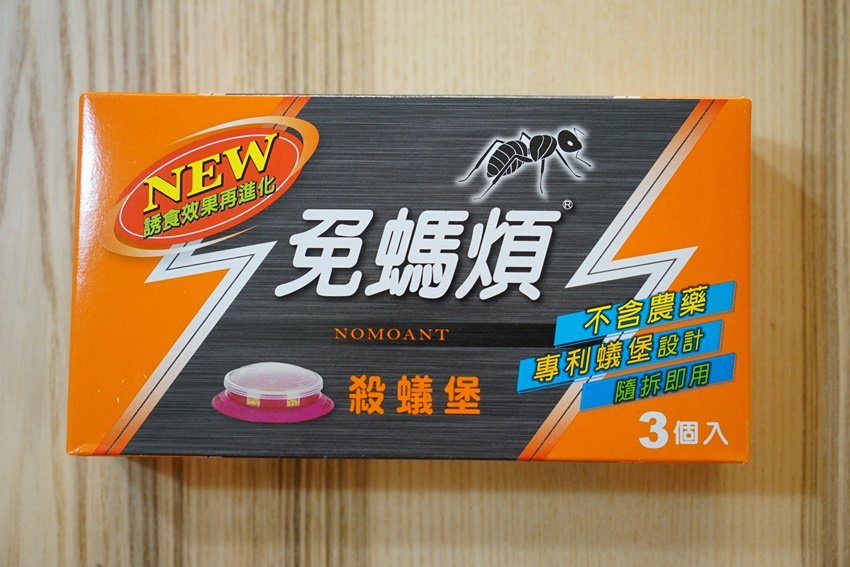 NEW
誘食效果再進化
免螞煩®
NOMOANT
殺蟻堡
不含農藥
專利蟻堡設計
隨拆即用
3個入